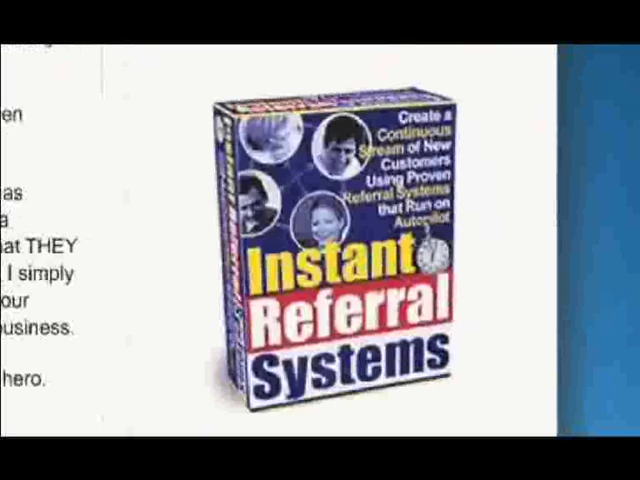 en
as
a
at THEY
I simply
our
business.
hero.
Create a
Continuous
Stream of New
Customers
Using Proven
Referral Systems
that Run on
Autopilot
Instant
Referral
Systems